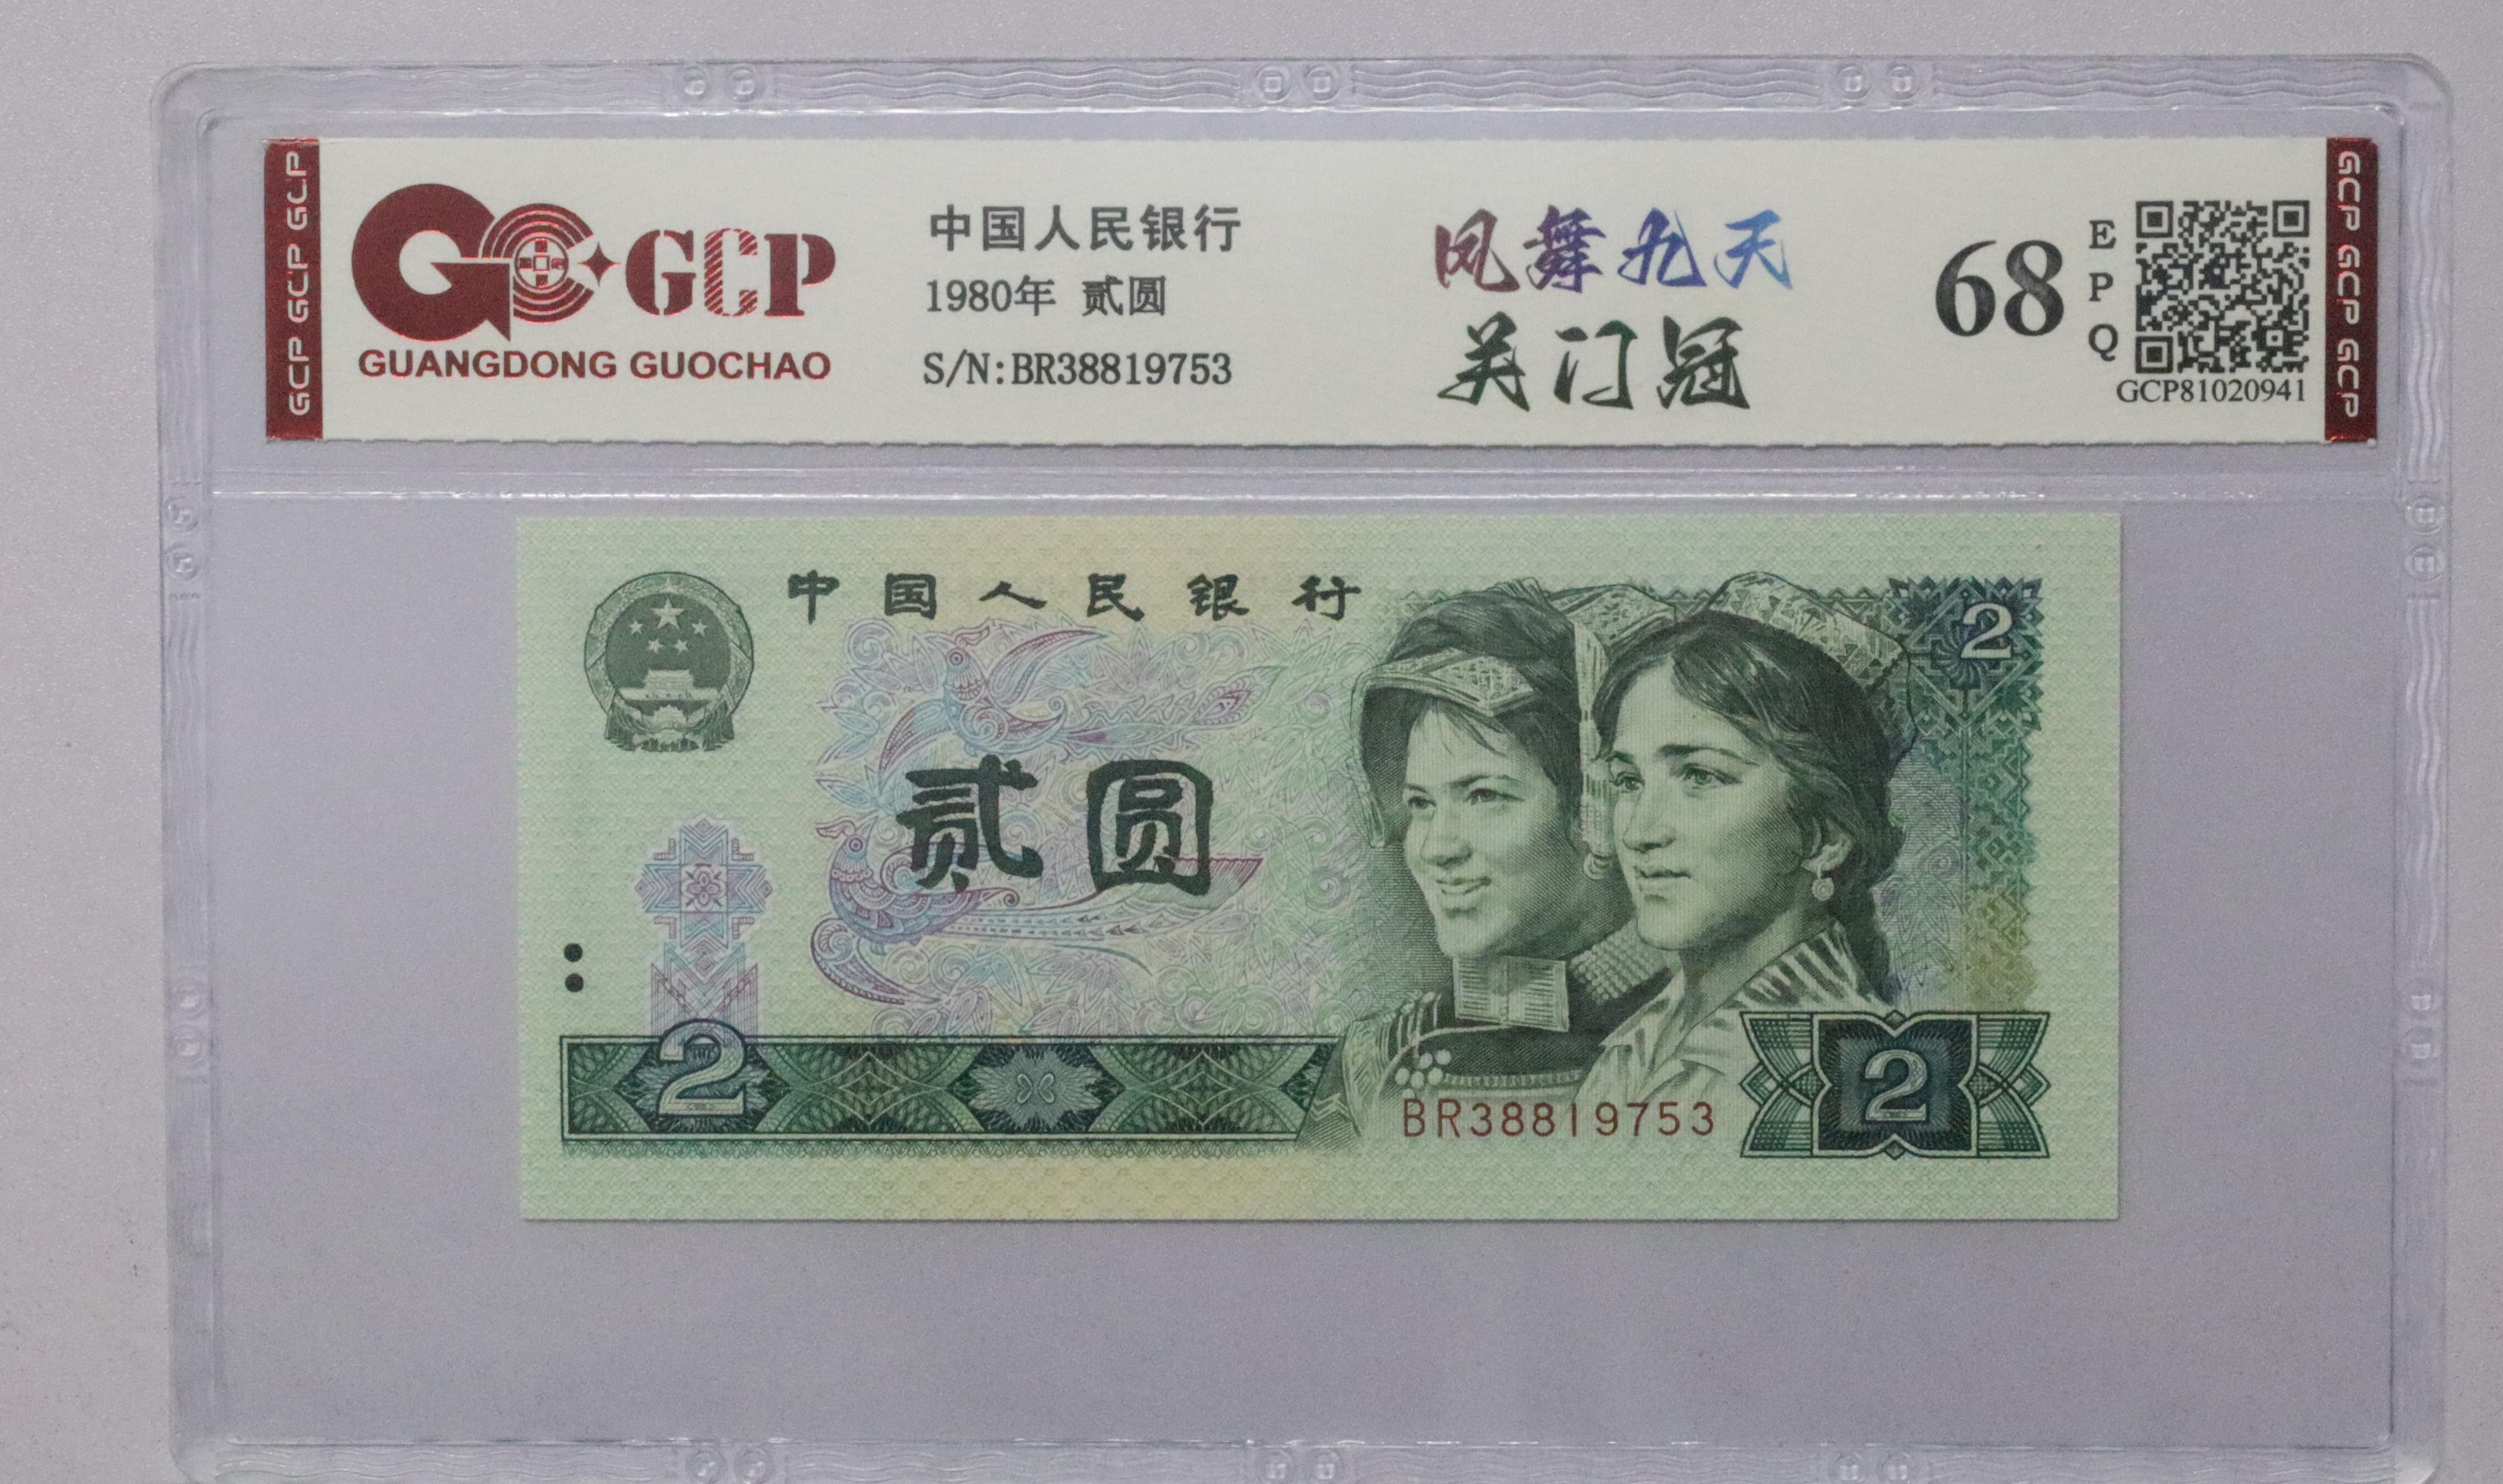 GCP GCP GCP
GCP
GUANGDONG GUOCHAO
中国人民银行
1980年 贰圆
S/N:BR38819753
凤舞九天
关门冠
68
EPQ
GCP81020941
GCP GCP GCP
中国人民银行
2
贰圆
2
2
BR38819753